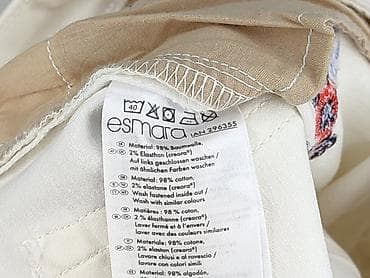 40
esmara IAN 296355
Material: 98% Baumwolle,
2% Elasthan (creora®)
Auf links gewaschen waschen /
mit ähnlichen Farben waschen
Material: 98% cotton,
2% elastane (creora®)
Wash fastened inside out /
Wash with similar colours
Matières: 98 % coton,
2 % élasthanne (creora®)
Laver fermé et à l'envers /
laver avec des couleurs similaires
Materiale: 98% cotone,
2% elastan (creora®)
Lavare chiusi e al rovescio /
lavare con colori simili
Material: 98% algodón,